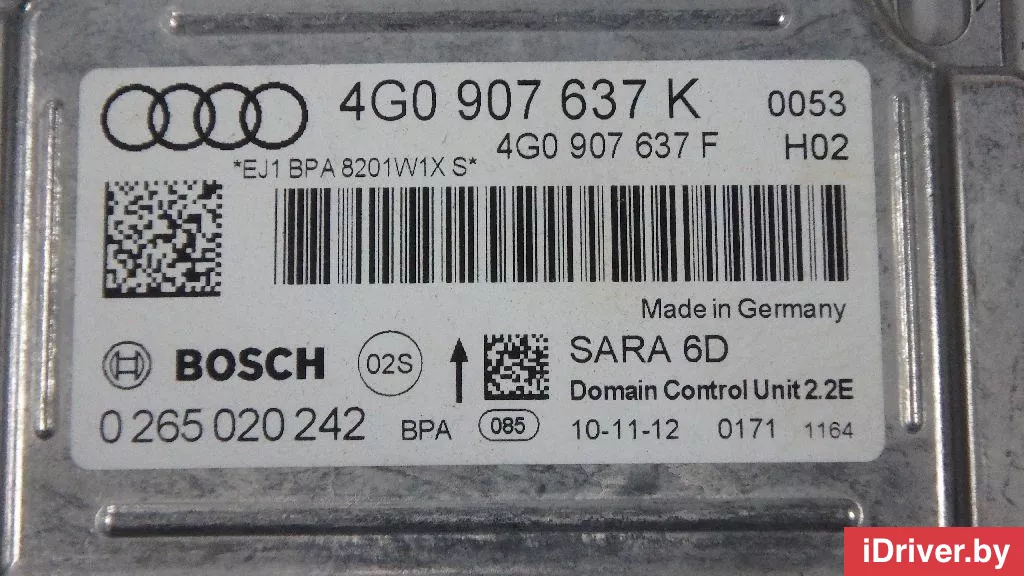 4G0 907 637 K 0053
4G0 907 637 F H02
*EJ1 BPA 8201W1X S*
Made in Germany
BOSCH 02S SARA 6D
Domain Control Unit 2.2E
0 265 020 242 BPA 085 10-11-12 0171 1164
iDriver.by